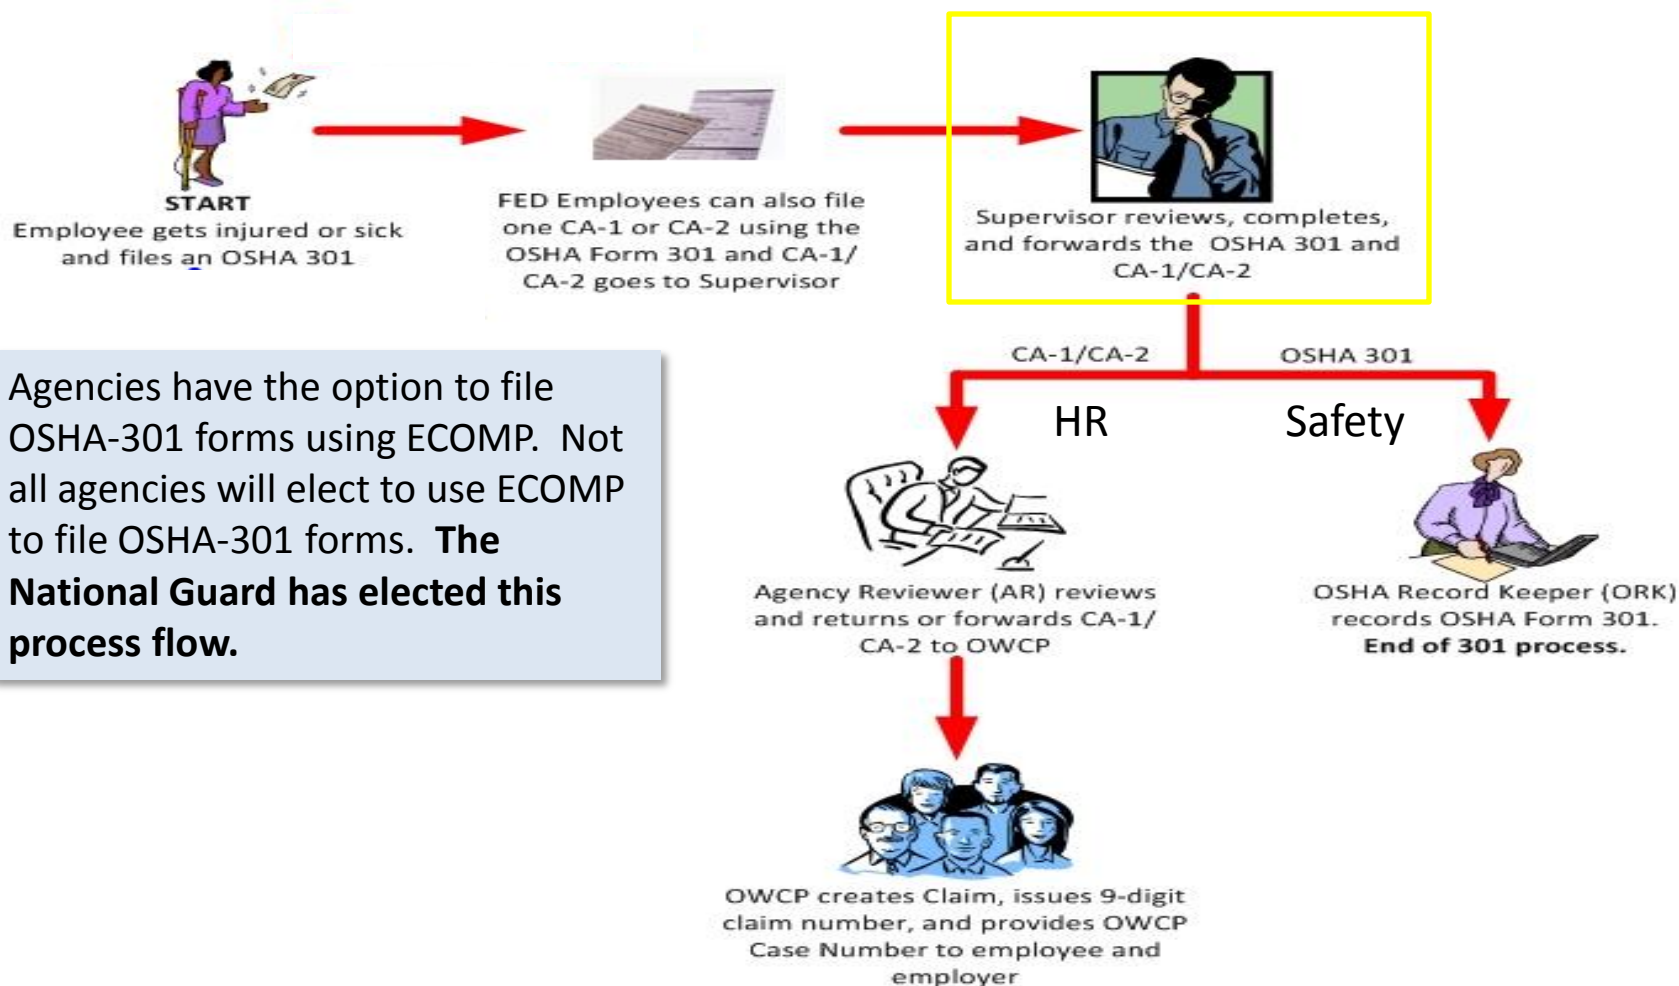 START
Employee gets injured or sick
and files an OSHA 301
FED Employees can also file
one CA-1 or CA-2 using the
OSHA Form 301 and CA-1/
CA-2 goes to Supervisor
Supervisor reviews, completes,
and forwards the OSHA 301 and
CA-1/CA-2
Agencies have the option to file
OSHA-301 forms using ECOMP. Not
all agencies will elect to use ECOMP
to file OSHA-301 forms. The
National Guard has elected this
process flow.
CA-1/CA-2
OSHA 301
HR
Safety
Agency Reviewer (AR) reviews
and returns or forwards CA-1/
CA-2 to OWCP
OSHA Record Keeper (ORK)
records OSHA Form 301.
End of 301 process.
OWCP creates Claim, issues 9-digit
claim number, and provides OWCP
Case Number to employee and
employer